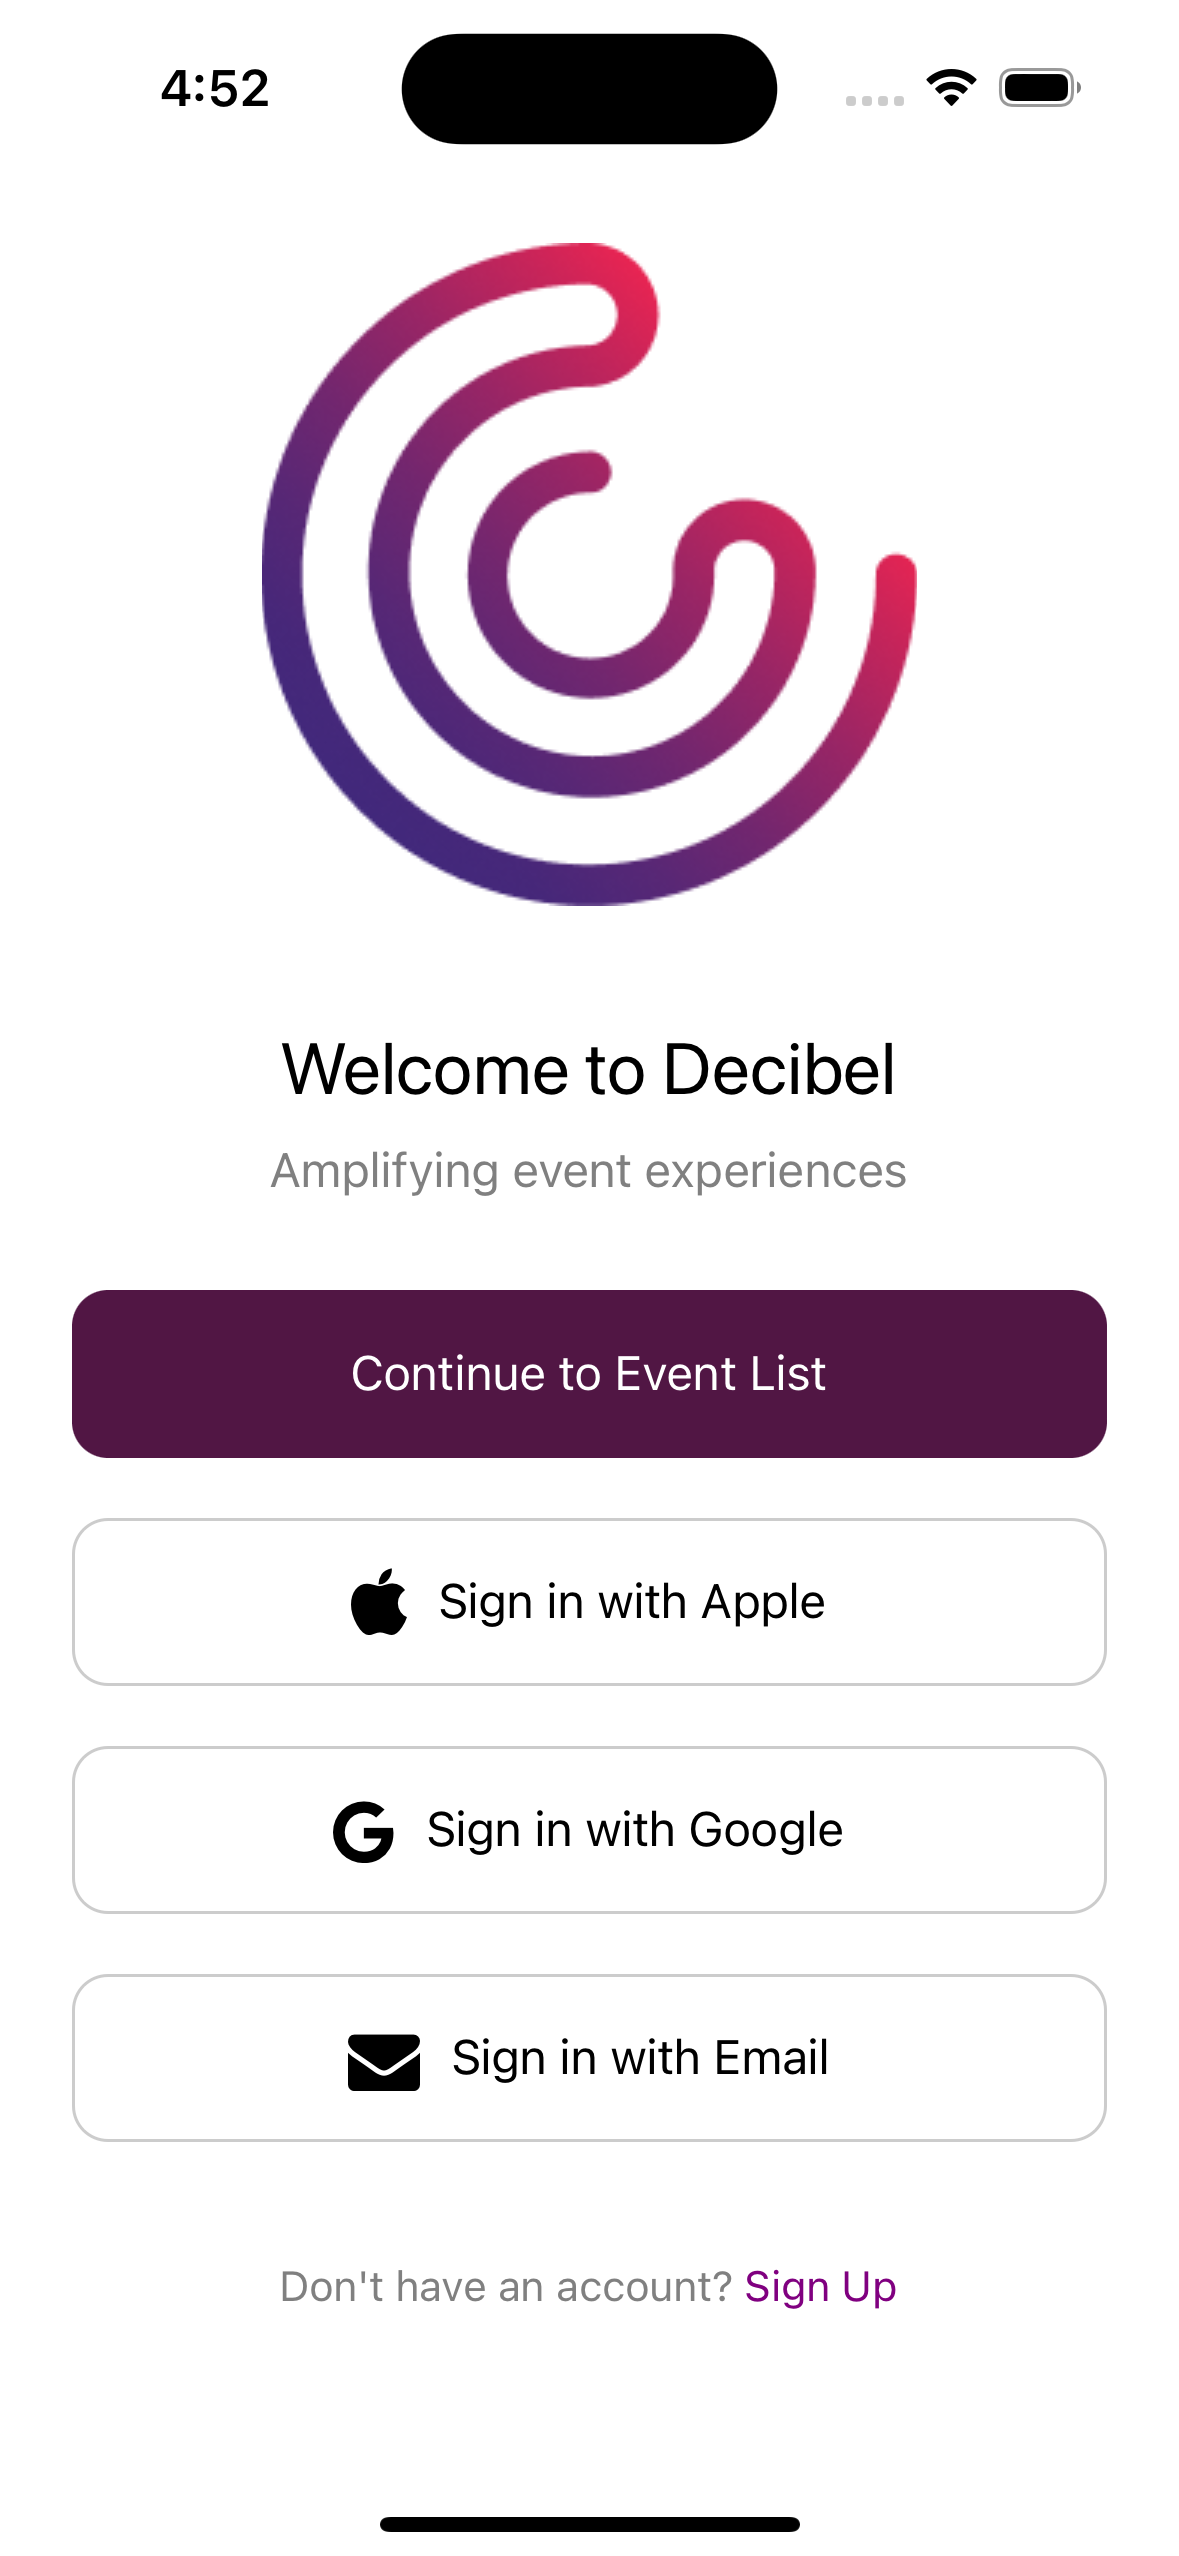 4:52
Welcome to Decibel
Amplifying event experiences
Continue to Event List
Sign in with Apple
Sign in with Google
Sign in with Email
Don't have an account? Sign Up